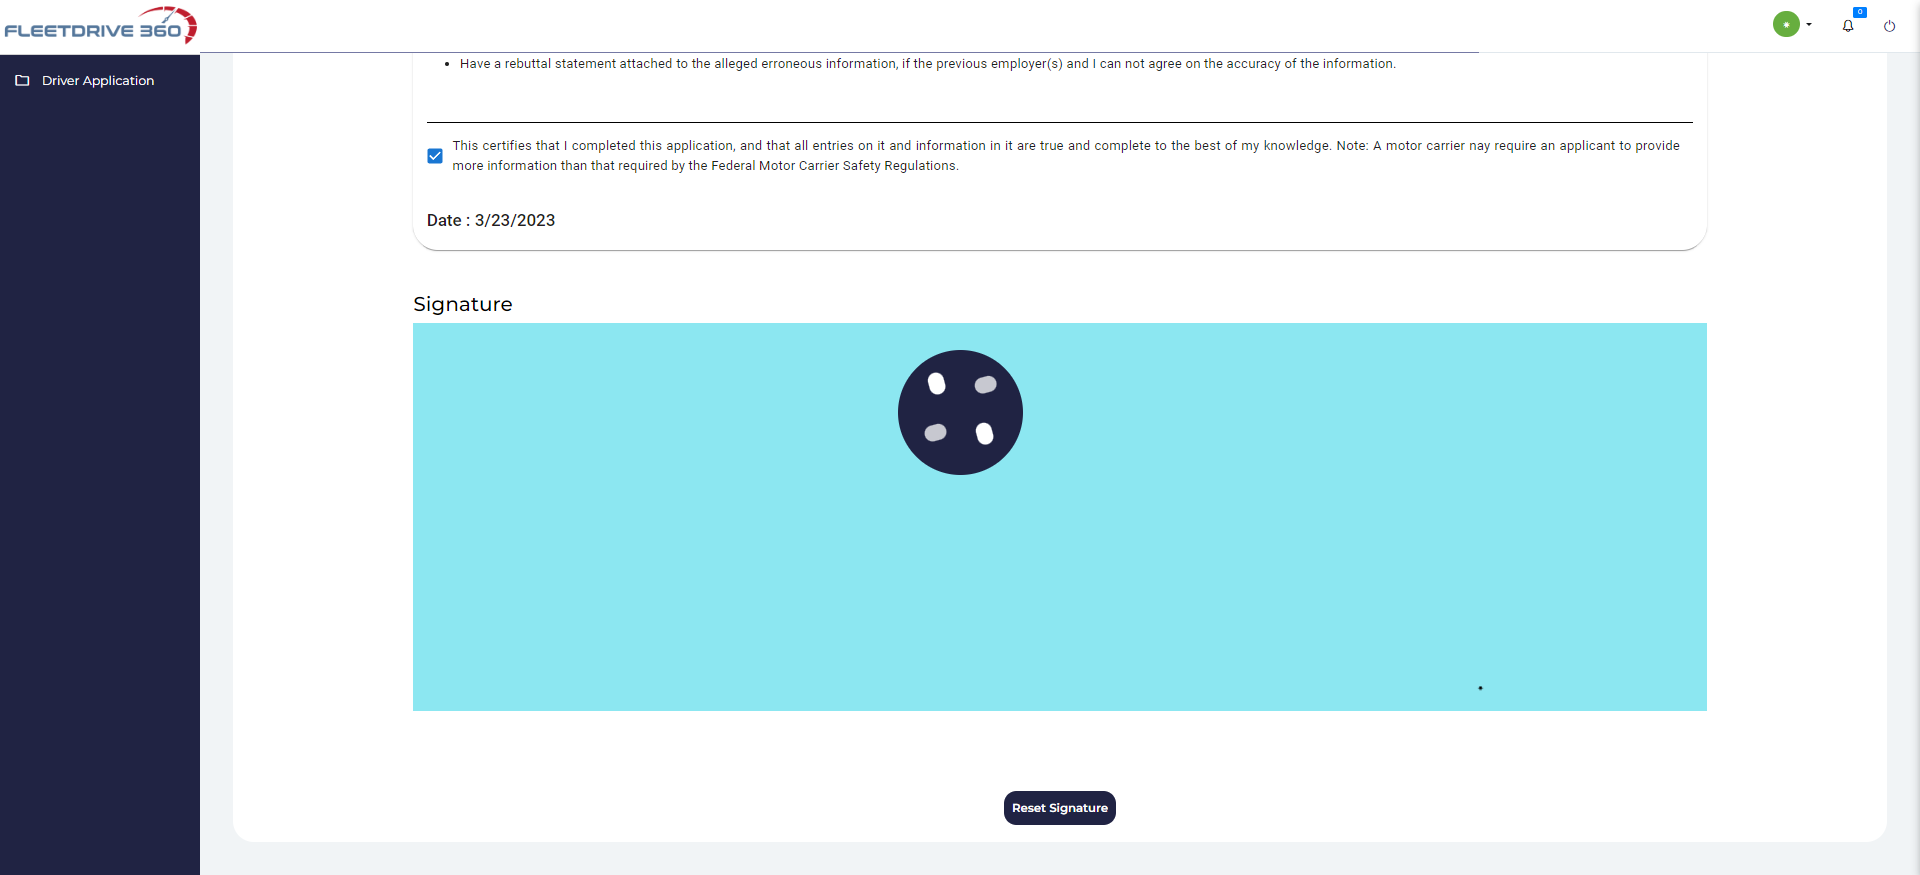 FLEETDRIVE 360
0
Driver Application
• Have a rebuttal statement attached to the alleged erroneous information, if the previous employer(s) and I can not agree on the accuracy of the information.
This certifies that I completed this application, and that all entries on it and information in it are true and complete to the best of my knowledge. Note: A motor carrier nay require an applicant to provide
more information than that required by the Federal Motor Carrier Safety Regulations.
Date : 3/23/2023
Signature
Reset Signature